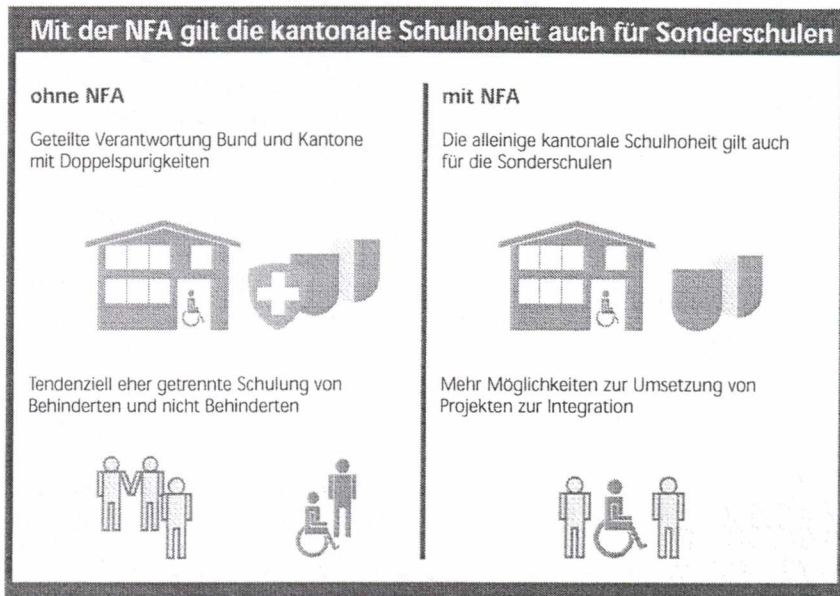 Mit der NFA gilt die kantonale Schulhoheit auch für Sonderschulen
ohne NFA
Geteilte Verantwortung Bund und Kantone
mit Doppelspurigkeiten
Tendenziell eher getrennte Schulung von
Behinderten und nicht Behinderten
mit NFA
Die alleinige kantonale Schulhoheit gilt auch
für die Sonderschulen
Mehr Möglichkeiten zur Umsetzung von
Projekten zur Integration